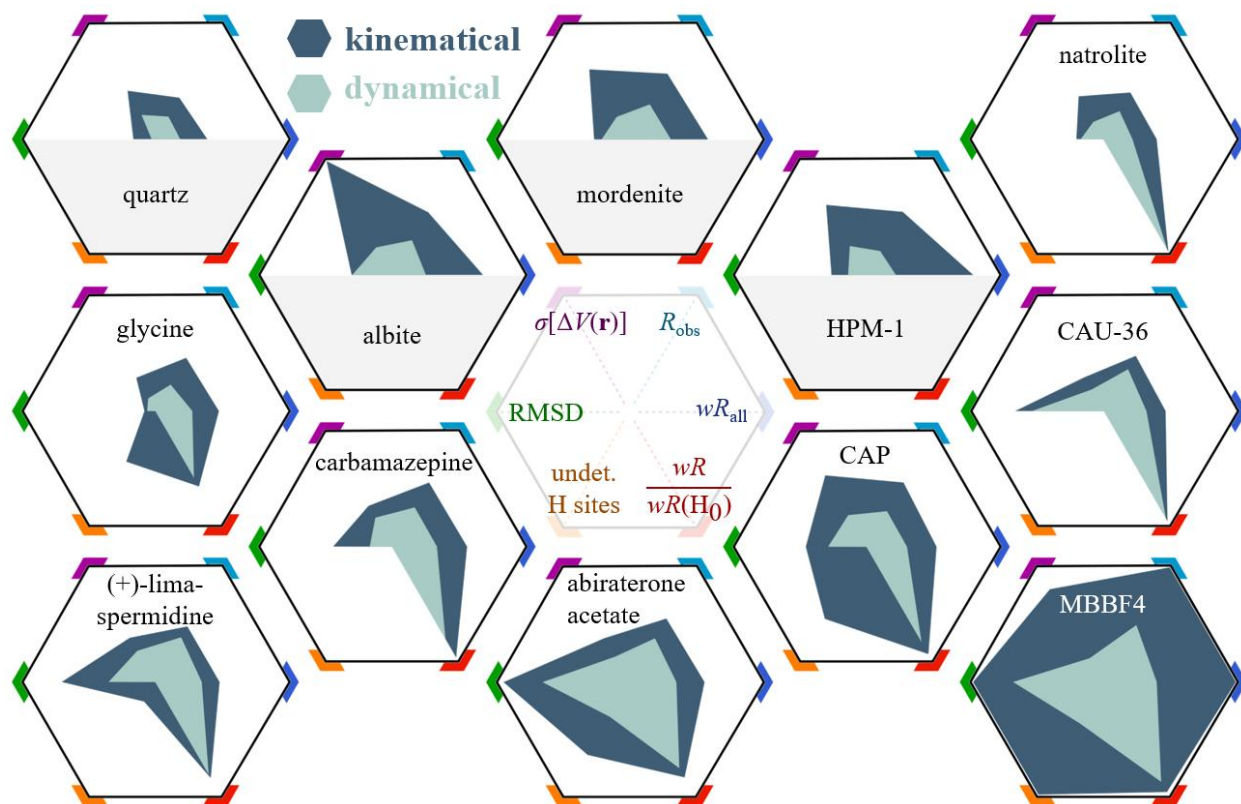 kinematical
dynamical
natrolite
quartz
mordenite
glycine
albite
σ[ΔV(r)]
R_obs
HPM-1
CAU-36
RMSD
wR_all
carbamazepine
undet.
H sites
wR
wR(H₀)
CAP
(+)-lima-
spermidine
abiraterone
acetate
MBBF4